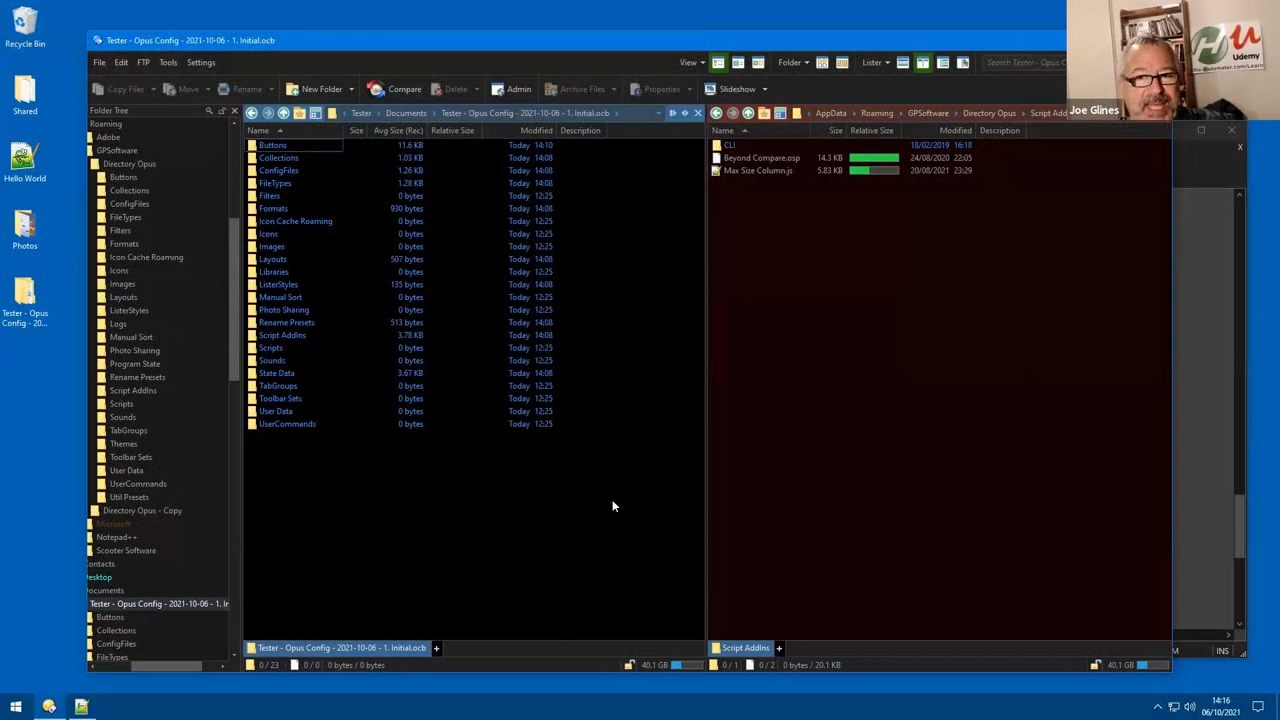 Recycle Bin
Shared
Hello World
Photos
Tester - Opus
Config - 20...
Tester - Opus Config - 2021-10-06 - 1. Initial.ocb
File Edit FTP Tools Settings
View Folder Lister Search Tester - Opus Co
Copy Files Move Rename New Folder Compare Delete Admin Archive Files Properties Slideshow
Folder Tree
Roaming
Adobe
GPSoftware
Directory Opus
Buttons
Collections
ConfigFiles
FileTypes
Filters
Formats
Icon Cache Roaming
Icons
Images
Layouts
ListerStyles
Logs
Manual Sort
Photo Sharing
Program State
Rename Presets
Script AddIns
Scripts
Sounds
TabGroups
Themes
Toolbar Sets
User Data
UserCommands
Util Presets
Directory Opus - Copy
Microsoft
Notepad++
Scooter Software
Contacts
Desktop
Documents
Tester - Opus Config - 2021-10-06 - 1. Ir
Buttons
Collections
ConfigFiles
FileTypes
Tester Documents Tester - Opus Config - 2021-10-06 - 1. Initial.ocb
Name Size Avg Size (Rec) Relative Size Modified Description
Buttons 11.6 KB Today 14:10
Collections 1.03 KB Today 14:08
ConfigFiles 1.26 KB Today 14:08
FileTypes 1.28 KB Today 14:08
Filters 0 bytes Today 12:25
Formats 930 bytes Today 14:08
Icon Cache Roaming 0 bytes Today 12:25
Icons 0 bytes Today 12:25
Images 0 bytes Today 12:25
Layouts 507 bytes Today 14:08
Libraries 0 bytes Today 12:25
ListerStyles 135 bytes Today 14:08
Manual Sort 0 bytes Today 12:25
Photo Sharing 0 bytes Today 12:25
Rename Presets 513 bytes Today 14:08
Script AddIns 3.78 KB Today 14:08
Scripts 0 bytes Today 12:25
Sounds 0 bytes Today 12:25
State Data 3.67 KB Today 14:08
TabGroups 0 bytes Today 12:25
Toolbar Sets 0 bytes Today 12:25
User Data 0 bytes Today 12:25
UserCommands 0 bytes Today 12:25
Tester - Opus Config - 2021-10-06 - 1. Initial.ocb
0 / 23 0 / 0 0 bytes / 0 bytes 40.1 GB
AppData Roaming GPSoftware Directory Opus Script Add
Name Size Relative Size Modified Description
CLI 18/02/2019 16:18
Beyond Compare.osp 14.3 KB 24/08/2020 22:05
Max Size Column.js 5.83 KB 20/08/2021 23:29
Script AddIns
0 / 1 0 / 2 0 bytes / 20.1 KB 40.1 GB
Udemy
Joe Glines
X
INS
14:16
06/10/2021